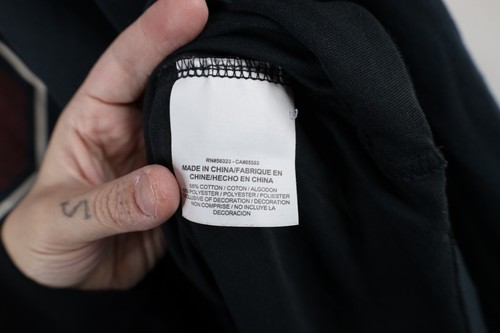 RN#56323 - CA#05553
MADE IN CHINA/FABRIQUE EN
CHINE/HECHO EN CHINA
COTTON / COTON / ALGODON
POLYESTER / POLYESTER / POLIESTER
OF DECORATION / DECORATION
NON COMPRISE / NO INCLUYE LA
DECORACION
S